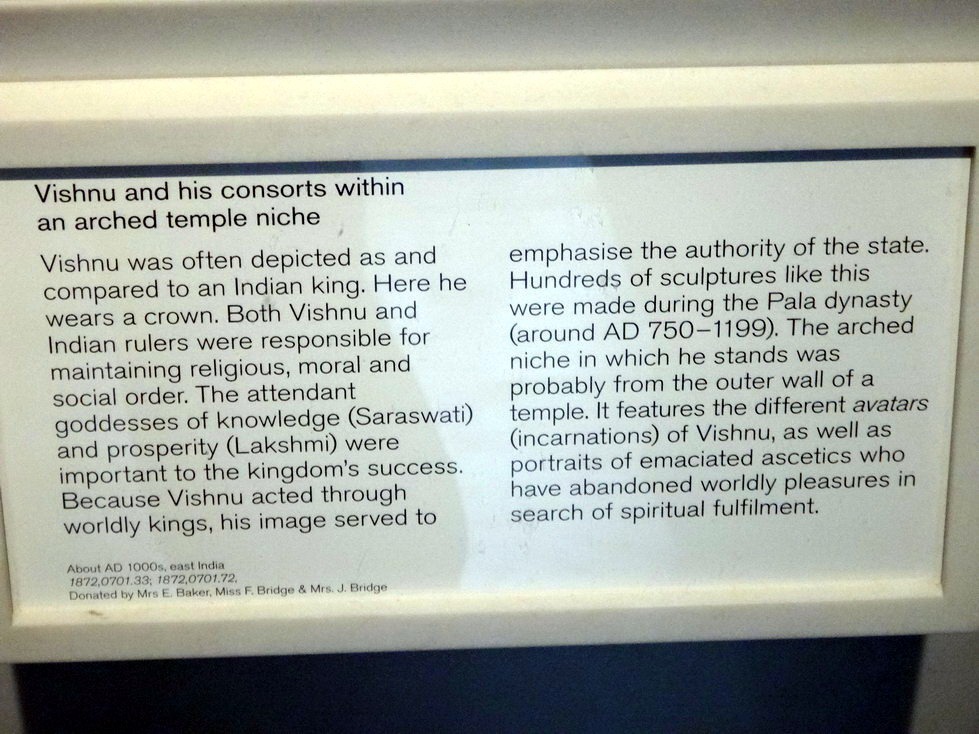 Vishnu and his consorts within
an arched temple niche
Vishnu was often depicted as and
compared to an Indian king. Here he
wears a crown. Both Vishnu and
Indian rulers were responsible for
maintaining religious, moral and
social order. The attendant
goddesses of knowledge (Saraswati)
and prosperity (Lakshmi) were
important to the kingdom's success.
Because Vishnu acted through
worldly kings, his image served to
emphasise the authority of the state.
Hundreds of sculptures like this
were made during the Pala dynasty
(around AD 750–1199). The arched
niche in which he stands was
probably from the outer wall of a
temple. It features the different avatars
(incarnations) of Vishnu, as well as
portraits of emaciated ascetics who
have abandoned worldly pleasures in
search of spiritual fulfilment.
About AD 1000s, east India
1872,0701.33; 1872,0701.72,
Donated by Mrs E. Baker, Miss F. Bridge & Mrs. J. Bridge